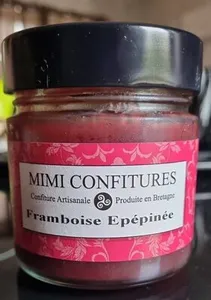 MIMI CONFITURES
Confiture Artisanale Produite en Bretagne
Framboise Epépinée